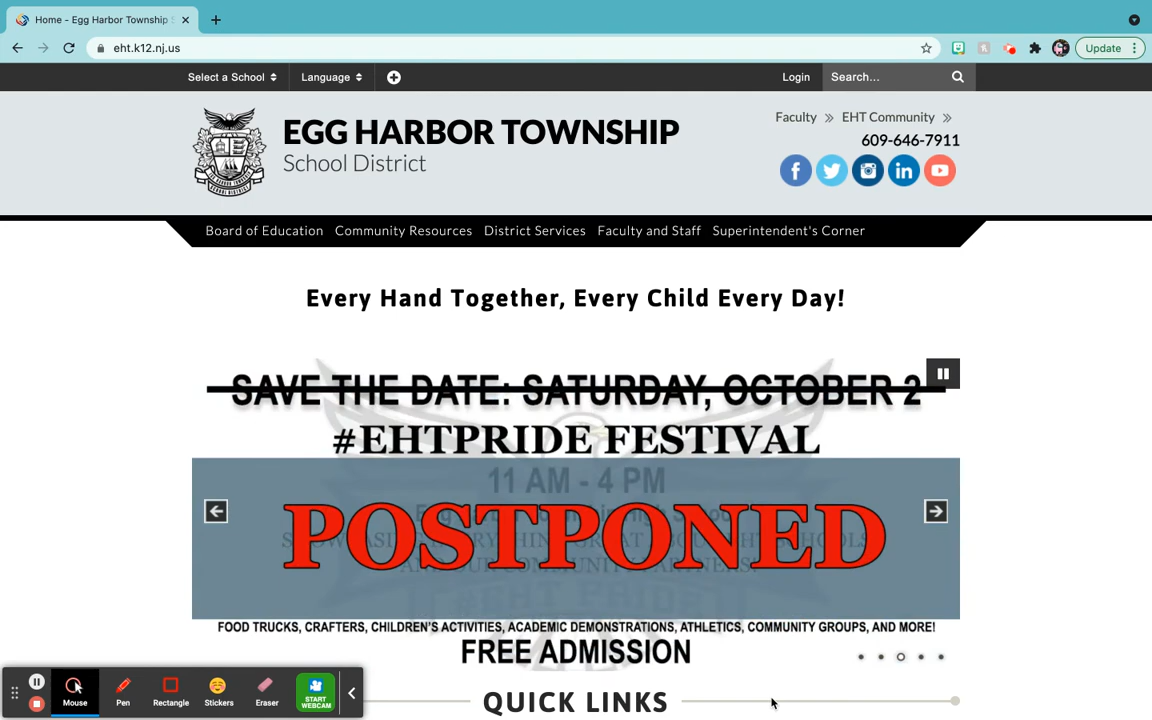 Home - Egg Harbor Township
eht.k12.nj.us
Update
Select a School
Language
Login
Search...
EGG HARBOR TOWNSHIP
School District
Faculty
EHT Community
609-646-7911
Board of Education
Community Resources
District Services
Faculty and Staff
Superintendent's Corner
Every Hand Together, Every Child Every Day!
SAVE THE DATE: SATURDAY, OCTOBER 2
#EHTPRIDE FESTIVAL
11 AM - 4 PM
POSTPONED
FOOD TRUCKS, CRAFTERS, CHILDREN'S ACTIVITIES, ACADEMIC DEMONSTRATIONS, ATHLETICS, COMMUNITY GROUPS, AND MORE!
FREE ADMISSION
QUICK LINKS
Mouse
Pen
Rectangle
Stickers
Eraser
START
WEBCAM